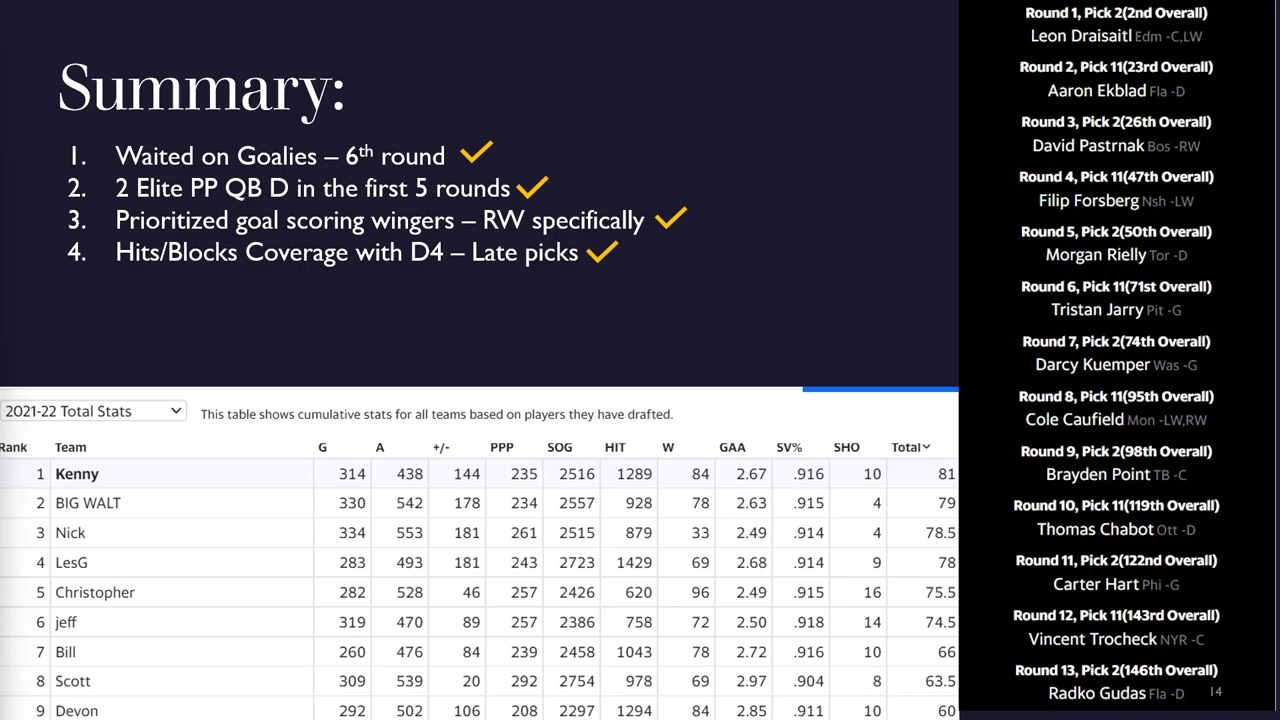 Summary:
1. Waited on Goalies – 6th round
2. 2 Elite PP QB D in the first 5 rounds
3. Prioritized goal scoring wingers – RW specifically
4. Hits/Blocks Coverage with D4 – Late picks
2021-22 Total Stats
This table shows cumulative stats for all teams based on players they have drafted.
Rank Team G A +/- PPP SOG HIT W GAA SV% SHO Total
1 Kenny 314 438 144 235 2516 1289 84 2.67 .916 10 81
2 BIG WALT 330 542 178 234 2557 928 78 2.63 .915 4 79
3 Nick 334 553 181 261 2515 879 33 2.49 .914 4 78.5
4 LesG 283 493 181 243 2723 1429 69 2.68 .914 9 78
5 Christopher 282 528 46 257 2426 620 96 2.49 .915 16 75.5
6 jeff 319 470 89 257 2386 758 72 2.50 .918 14 74.5
7 Bill 260 476 84 239 2458 1043 78 2.72 .916 10 66
8 Scott 309 539 20 292 2754 978 69 2.97 .904 8 63.5
9 Devon 292 502 106 208 2297 1294 84 2.85 .911 10 60
Round 1, Pick 2(2nd Overall)
Leon Draisaitl Edm -C,LW
Round 2, Pick 11(23rd Overall)
Aaron Ekblad Fla -D
Round 3, Pick 2(26th Overall)
David Pastrnak Bos -RW
Round 4, Pick 11(47th Overall)
Filip Forsberg Nsh -LW
Round 5, Pick 2(50th Overall)
Morgan Rielly Tor -D
Round 6, Pick 11(71st Overall)
Tristan Jarry Pit -G
Round 7, Pick 2(74th Overall)
Darcy Kuemper Was -G
Round 8, Pick 11(95th Overall)
Cole Caufield Mon -LW,RW
Round 9, Pick 2(98th Overall)
Brayden Point TB -C
Round 10, Pick 11(119th Overall)
Thomas Chabot Ott -D
Round 11, Pick 2(122nd Overall)
Carter Hart Phi -G
Round 12, Pick 11(143rd Overall)
Vincent Trocheck NYR -C
Round 13, Pick 2(146th Overall)
Radko Gudas Fla -D
14